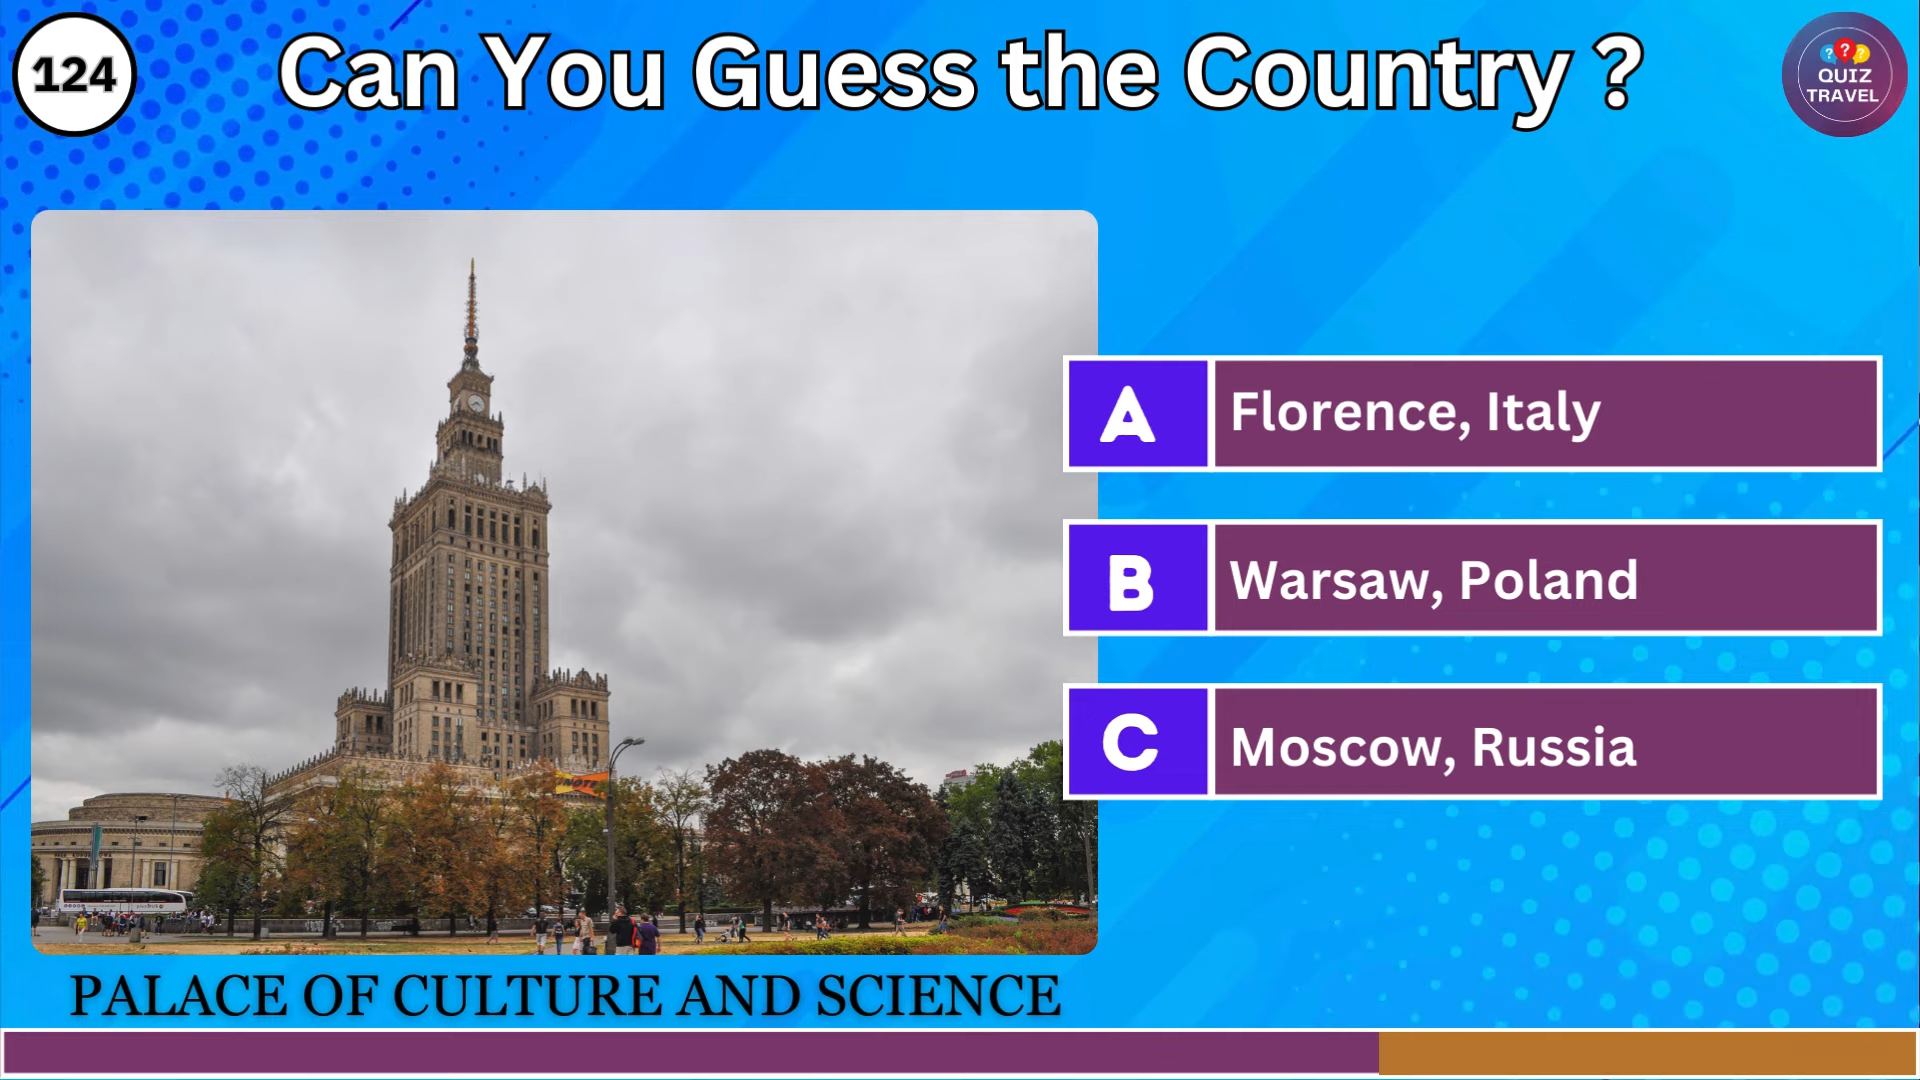 124
Can You Guess the Country ?
? ? ?
QUIZ
TRAVEL
A
Florence, Italy
B
Warsaw, Poland
C
Moscow, Russia
PALACE OF CULTURE AND SCIENCE